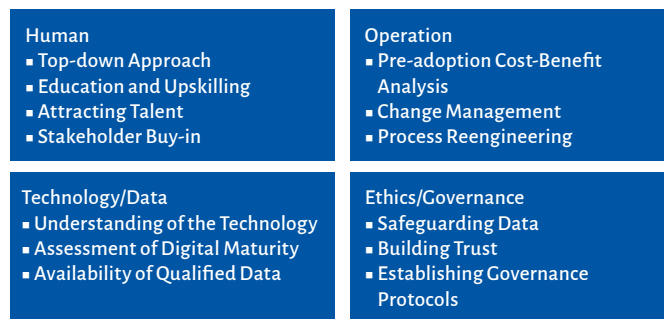 Human
▪ Top-down Approach
▪ Education and Upskilling
▪ Attracting Talent
▪ Stakeholder Buy-in
Operation
▪ Pre-adoption Cost-Benefit
Analysis
▪ Change Management
▪ Process Reengineering
Technology/Data
▪ Understanding of the Technology
▪ Assessment of Digital Maturity
▪ Availability of Qualified Data
Ethics/Governance
▪ Safeguarding Data
▪ Building Trust
▪ Establishing Governance
Protocols